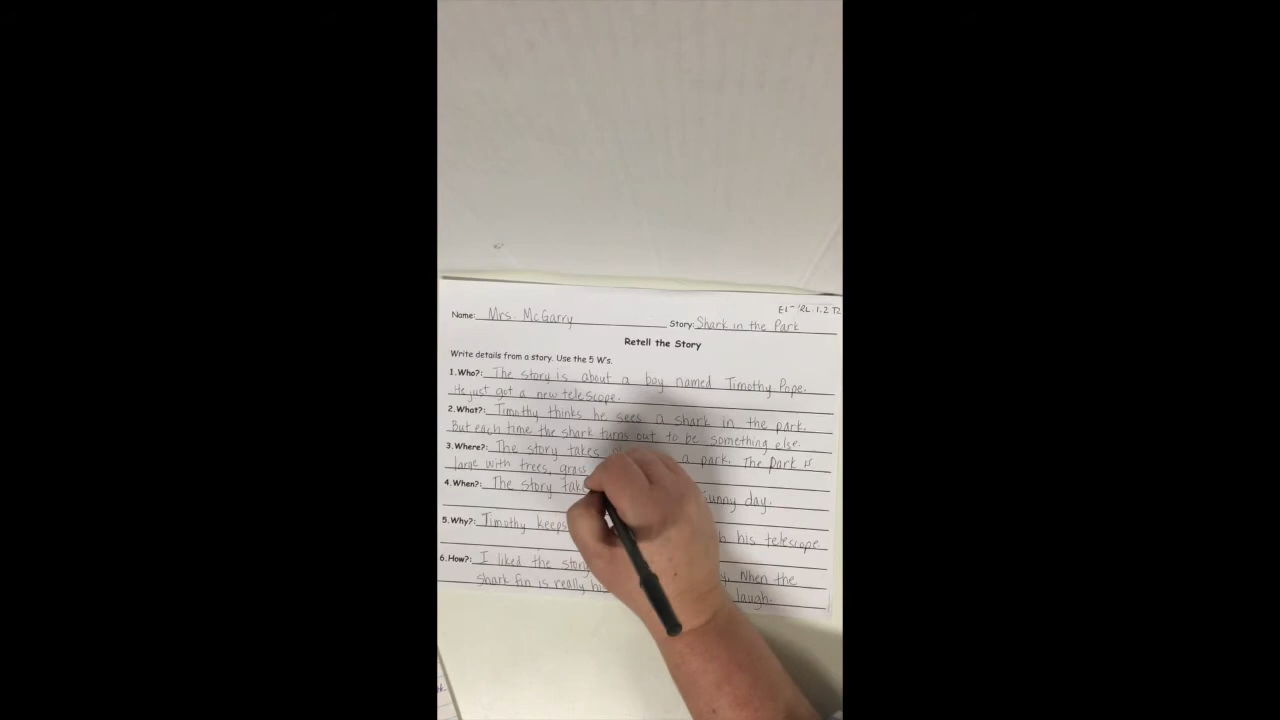 E1-RL.1.2 T2
Name: Mrs. McGarry Story: Shark in the Park
Retell the Story
Write details from a story. Use the 5 W's.
1.Who?: The story is about a boy named Timothy Pope.
He just got a new telescope.
2.What?: Timothy thinks he sees a shark in the park.
But each time the shark turns out to be something else.
3.Where?: The story takes a park. The park is
large with trees, grass
4.When?: The story sunny day.
5.Why?: Timothy keeps his telescope
6.How?: I liked the story When the
shark fin is really laugh.